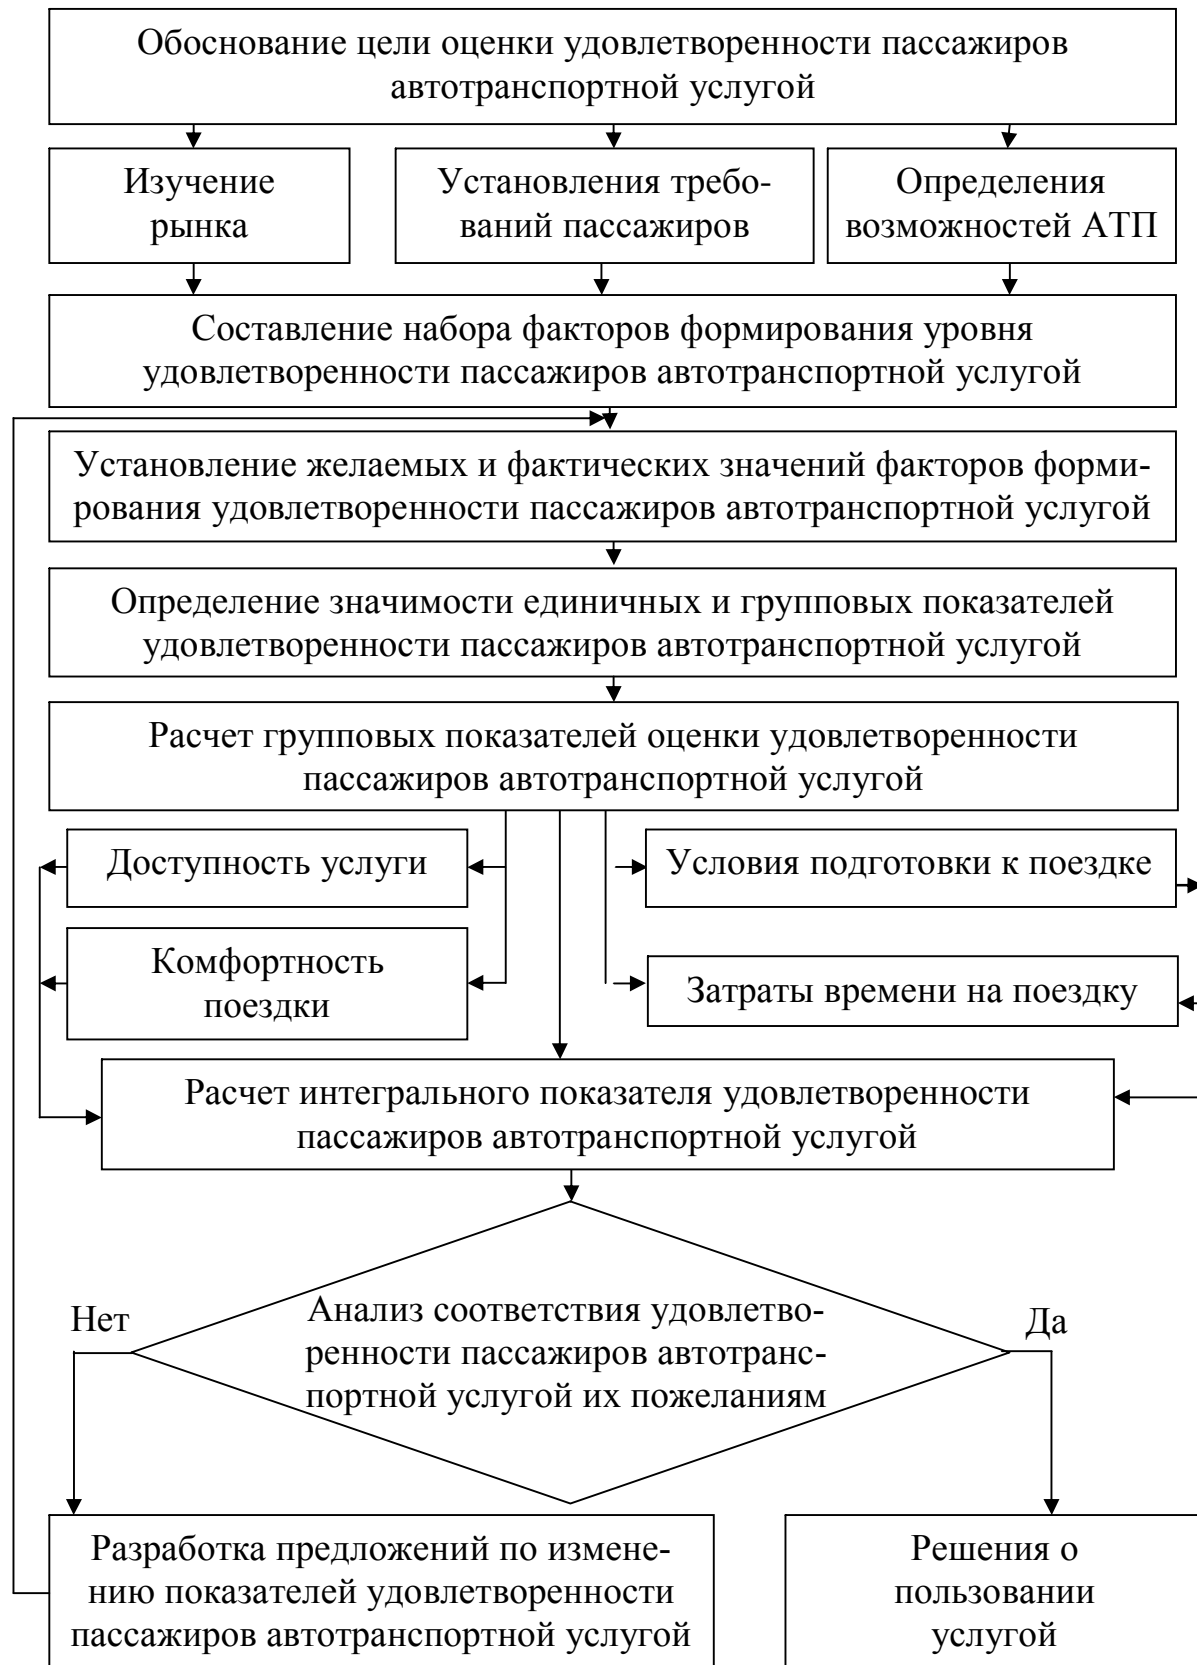 Обоснование цели оценки удовлетворенности пассажиров
автотранспортной услугой
Изучение
рынка
Установления требо-
ваний пассажиров
Определения
возможностей АТП
Составление набора факторов формирования уровня
удовлетворенности пассажиров автотранспортной услугой
Установление желаемых и фактических значений факторов форми-
рования удовлетворенности пассажиров автотранспортной услугой
Определение значимости единичных и групповых показателей
удовлетворенности пассажиров автотранспортной услугой
Расчет групповых показателей оценки удовлетворенности
пассажиров автотранспортной услугой
Доступность услуги
Условия подготовки к поездке
Комфортность
поездки
Затраты времени на поездку
Расчет интегрального показателя удовлетворенности
пассажиров автотранспортной услугой
Нет
Анализ соответствия удовлетво-
ренности пассажиров автотранс-
портной услугой их пожеланиям
Да
Разработка предложений по измене-
нию показателей удовлетворенности
пассажиров автотранспортной услугой
Решения о
пользовании
услугой